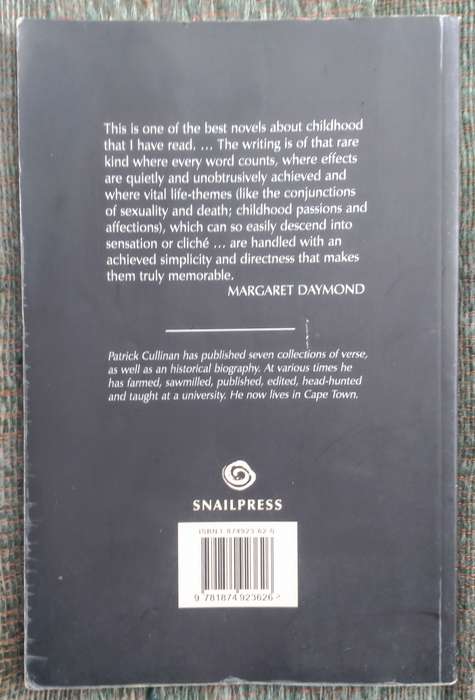 This is one of the best novels about childhood
that I have read. ... The writing is of that rare
kind where every word counts, where effects
are quietly and unobtrusively achieved and
where vital life-themes (like the conjunctions
of sexuality and death; childhood passions and
affections), which can so easily descend into
sensation or cliché ... are handled with an
achieved simplicity and directness that makes
them truly memorable.
MARGARET DAYMOND
Patrick Cullinan has published seven collections of verse,
as well as an historical biography. At various times he
has farmed, sawmilled, published, edited, head-hunted
and taught at a university. He now lives in Cape Town.
SNAILPRESS
ISBN 1 874923 62 6
9 781874 923626